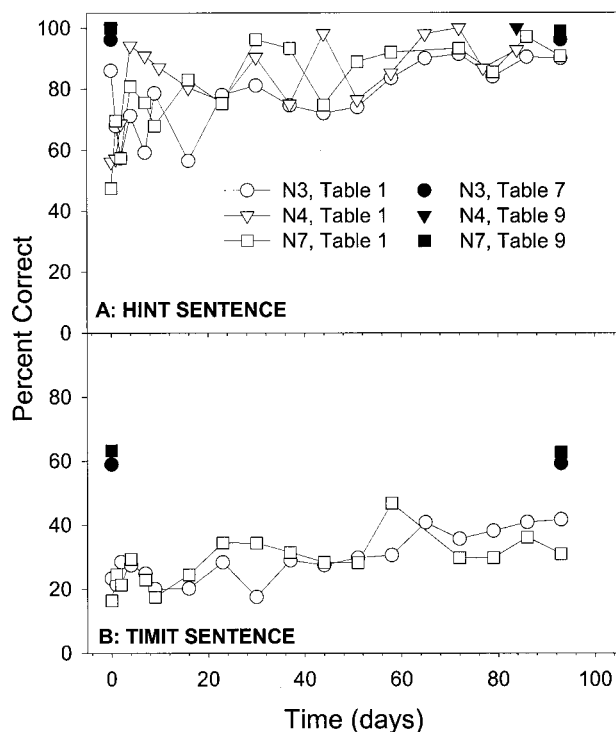 100
80
60
40
20
0
N3, Table 1
N3, Table 7
N4, Table 1
N4, Table 9
N7, Table 1
N7, Table 9
A: HINT SENTENCE
Percent Correct
80
60
40
20
0
B: TIMIT SENTENCE
0
20
40
60
80
100
Time (days)